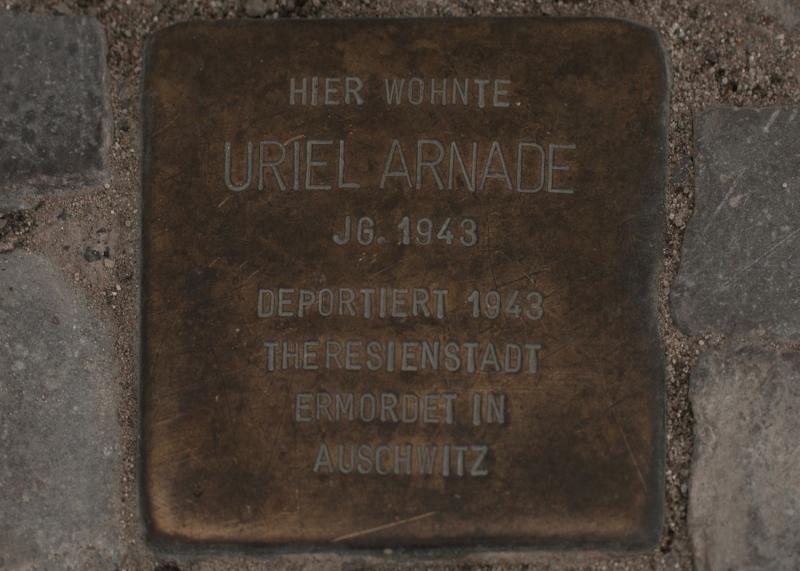 HIER WOHNTE
URIEL ARNADE
JG. 1943
DEPORTIERT 1943
THERESIENSTADT
ERMORDET IN
AUSCHWITZ